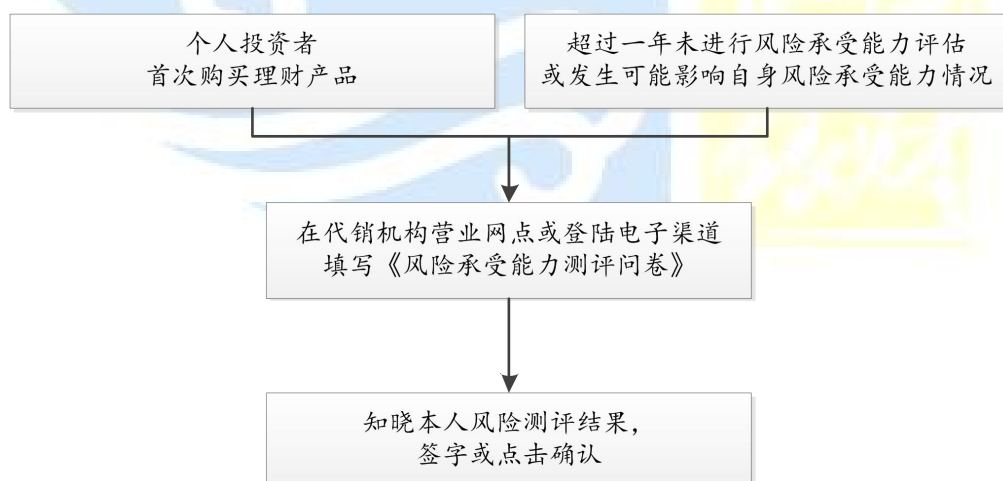 个人投资者
首次购买理财产品
超过一年未进行风险承受能力评估
或发生可能影响自身风险承受能力情况
在代销机构营业网点或登陆电子渠道
填写《风险承受能力测评问卷》
知晓本人风险测评结果，
签字或点击确认